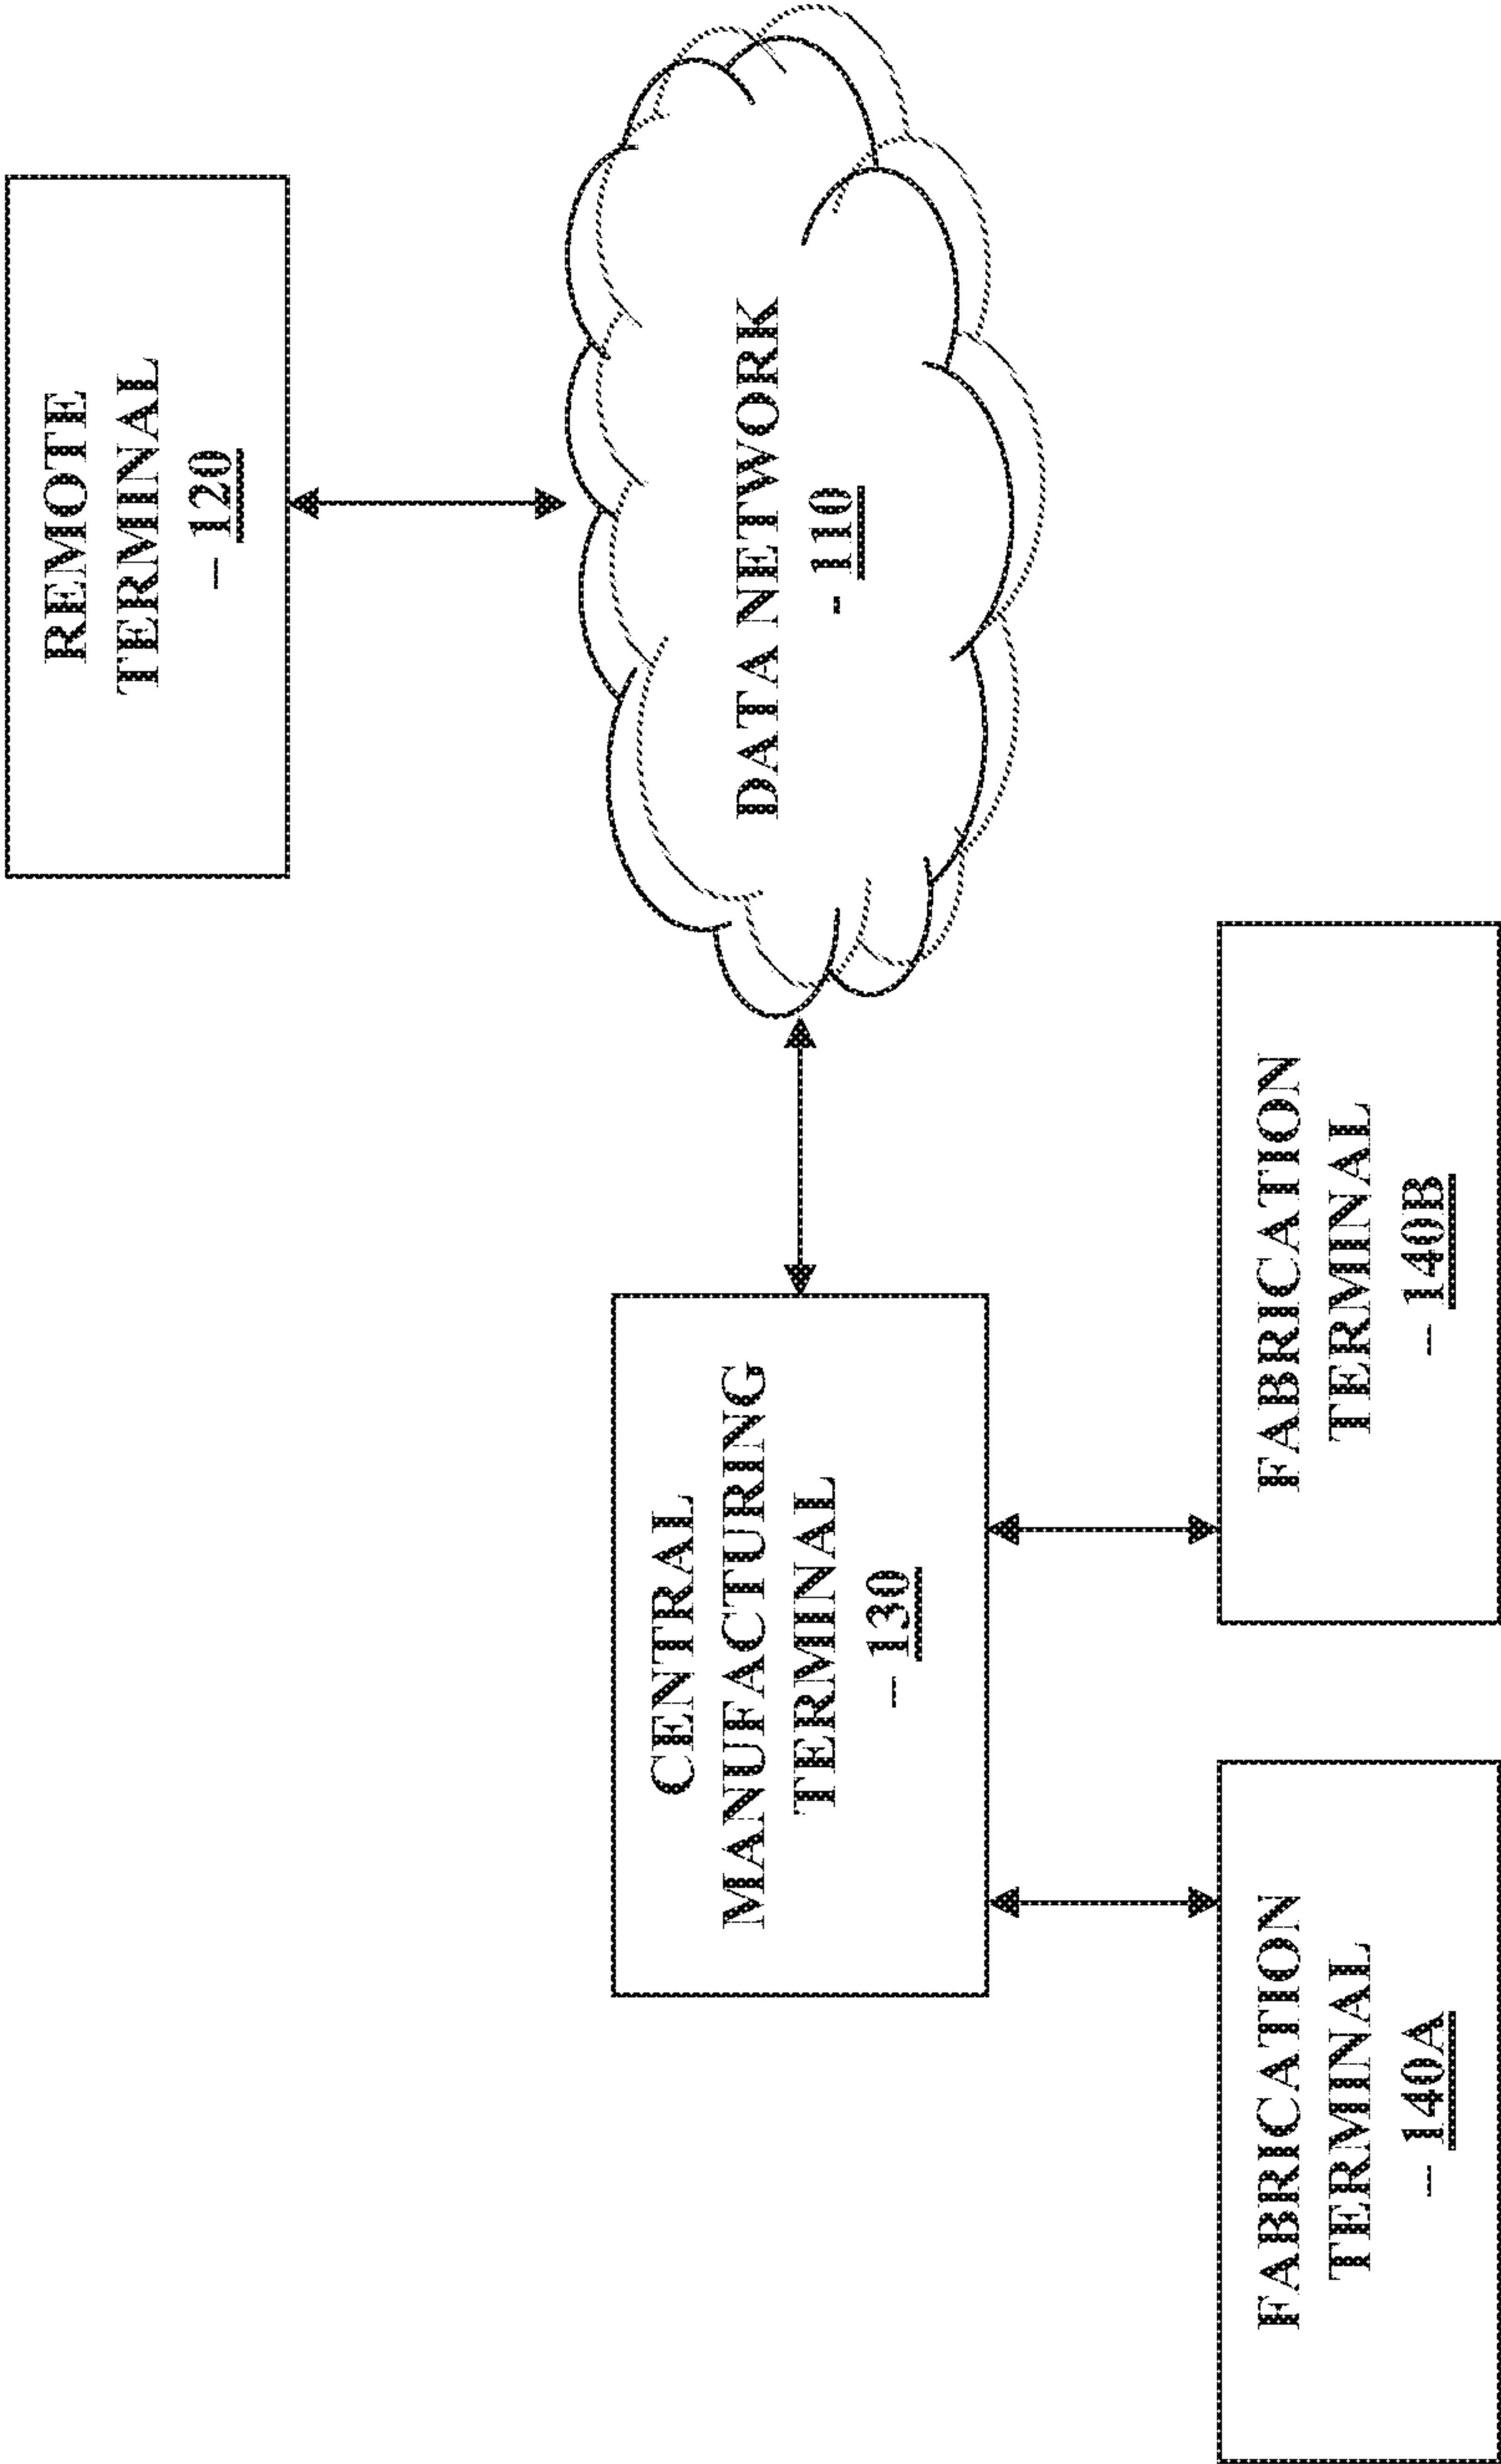 REMOTE
TERMINAL
– 120
DATA NETWORK
- 110
CENTRAL
MANUFACTURING
TERMINAL
– 130
FABRICATION
TERMINAL
– 140A
FABRICATION
TERMINAL
– 140B